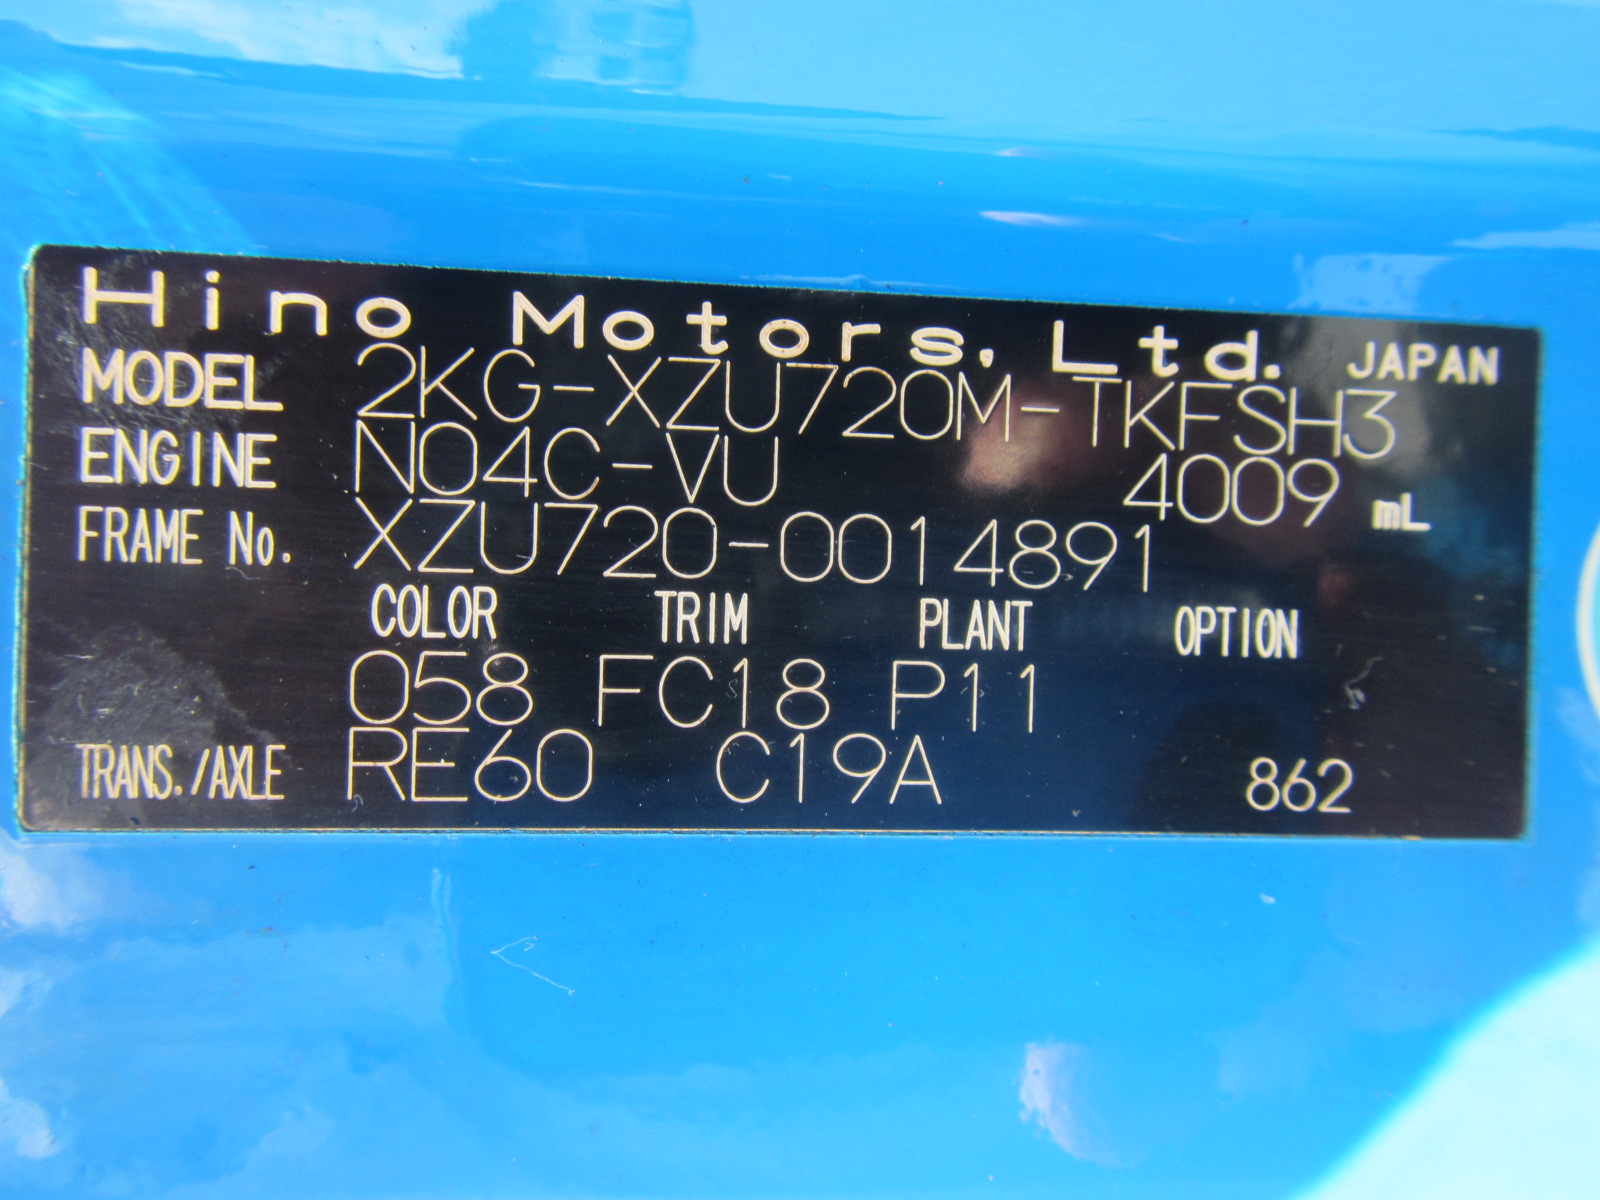 Hino Motors, Ltd. JAPAN
MODEL 2KG-XZU720M-TKFSH3
ENGINE N04C-VU 4009 mL
FRAME No. XZU720-0014891
COLOR TRIM PLANT OPTION
058 FC18 P11
TRANS./AXLE RE60 C19A 862